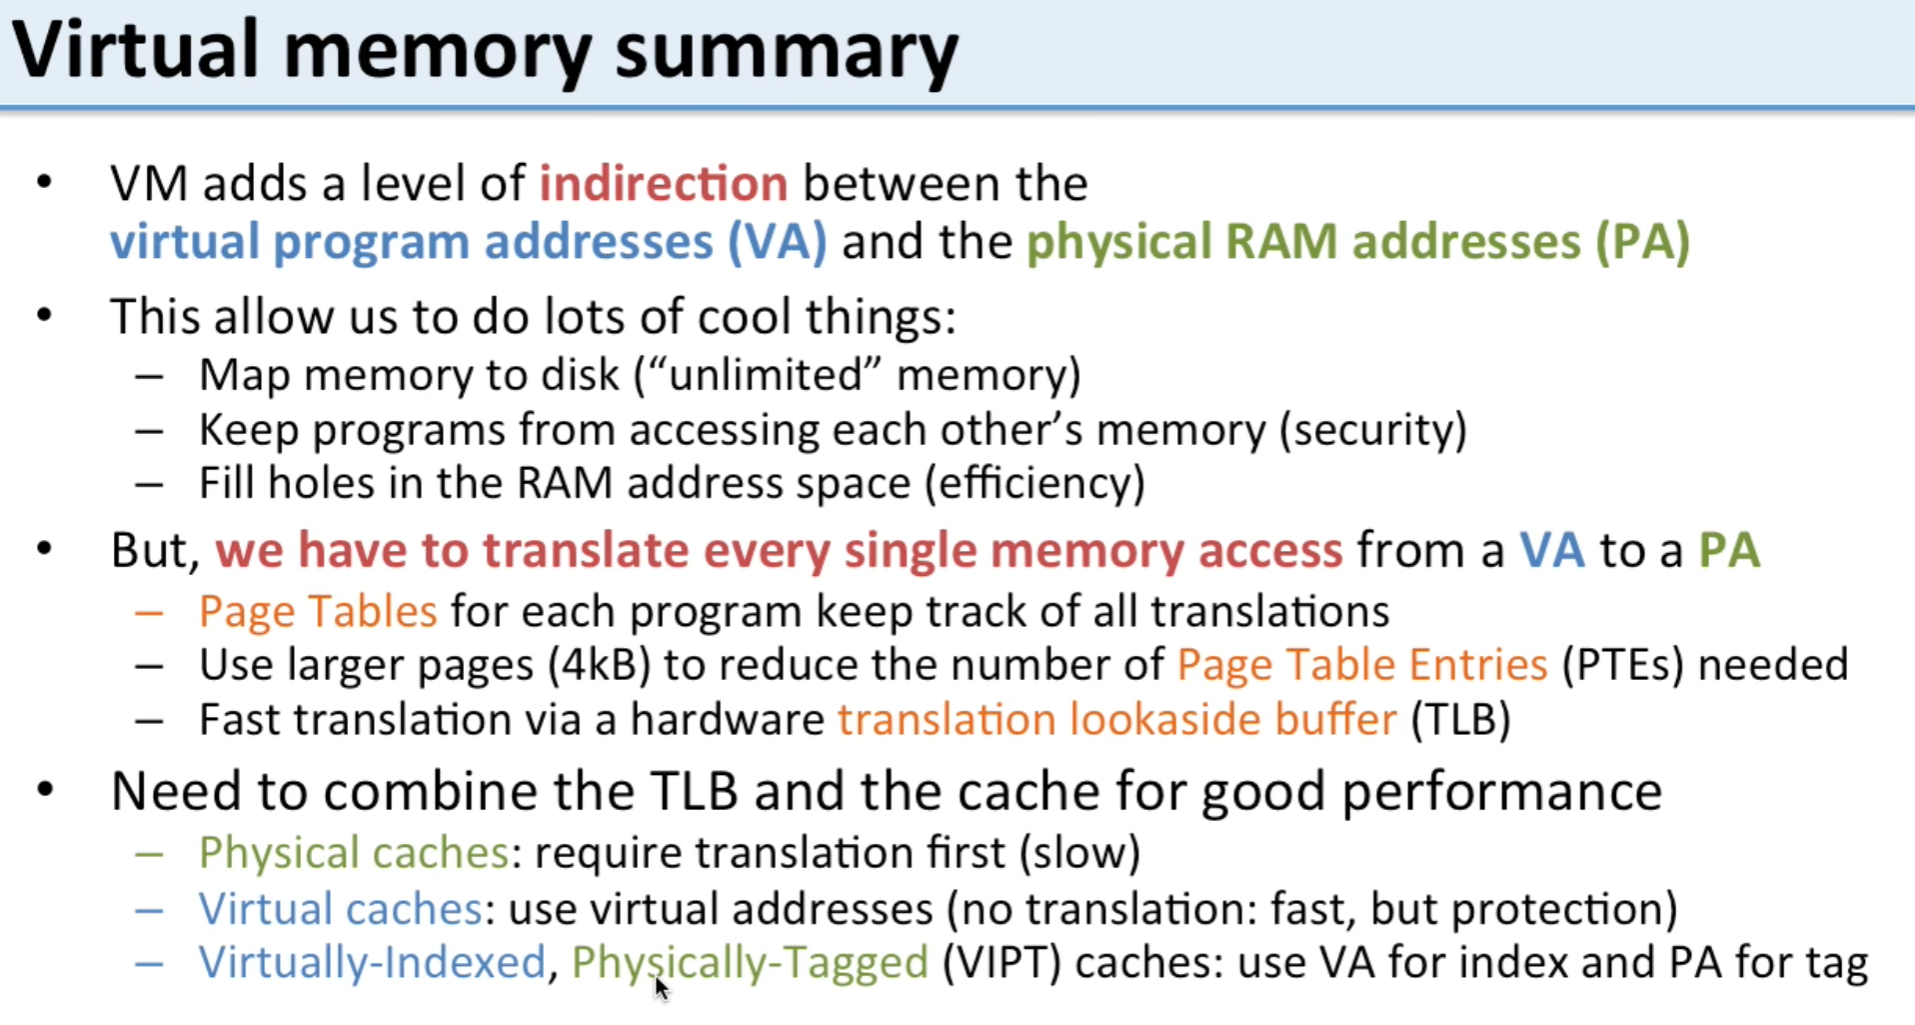 Virtual memory summary
• VM adds a level of indirection between the
virtual program addresses (VA) and the physical RAM addresses (PA)
• This allow us to do lots of cool things:
– Map memory to disk (“unlimited” memory)
– Keep programs from accessing each other’s memory (security)
– Fill holes in the RAM address space (efficiency)
• But, we have to translate every single memory access from a VA to a PA
– Page Tables for each program keep track of all translations
– Use larger pages (4kB) to reduce the number of Page Table Entries (PTEs) needed
– Fast translation via a hardware translation lookaside buffer (TLB)
• Need to combine the TLB and the cache for good performance
– Physical caches: require translation first (slow)
– Virtual caches: use virtual addresses (no translation: fast, but protection)
– Virtually-Indexed, Physically-Tagged (VIPT) caches: use VA for index and PA for tag